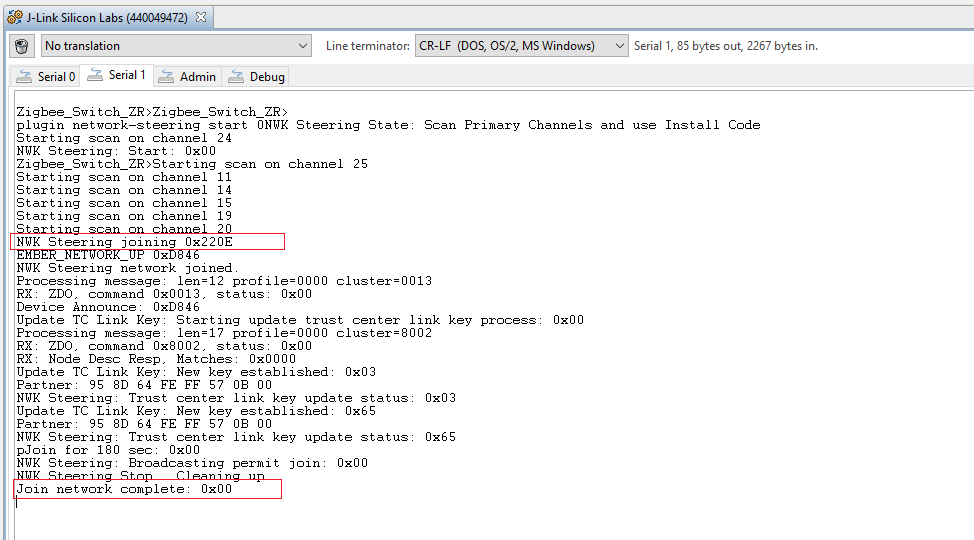 J-Link Silicon Labs (440049472)
No translation
Line terminator:
CR-LF (DOS, OS/2, MS Windows)
Serial 1, 85 bytes out, 2267 bytes in.
Serial 0
Serial 1
Admin
Debug
Zigbee_Switch_ZR>Zigbee_Switch_ZR>
plugin network-steering start 0NWK Steering State: Scan Primary Channels and use Install Code
Starting scan on channel 24
NWK Steering: Start: 0x00
Zigbee_Switch_ZR>Starting scan on channel 25
Starting scan on channel 11
Starting scan on channel 14
Starting scan on channel 15
Starting scan on channel 19
Starting scan on channel 20
NWK Steering joining 0x220E
EMBER_NETWORK_UP 0xD846
NWK Steering network joined.
Processing message: len=12 profile=0000 cluster=0013
RX: ZDO, command 0x0013, status: 0x00
Device Announce: 0xD846
Update TC Link Key: Starting update trust center link key process: 0x00
Processing message: len=17 profile=0000 cluster=8002
RX: ZDO, command 0x8002, status: 0x00
RX: Node Desc Resp, Matches: 0x0000
Update TC Link Key: New key established: 0x03
Partner: 95 8D 64 FE FF 57 0B 00
NWK Steering: Trust center link key update status: 0x03
Update TC Link Key: New key established: 0x65
Partner: 95 8D 64 FE FF 57 0B 00
NWK Steering: Trust center link key update status: 0x65
pJoin for 180 sec: 0x00
NWK Steering: Broadcasting permit join: 0x00
NWK Steering Stop. Cleaning up.
Join network complete: 0x00